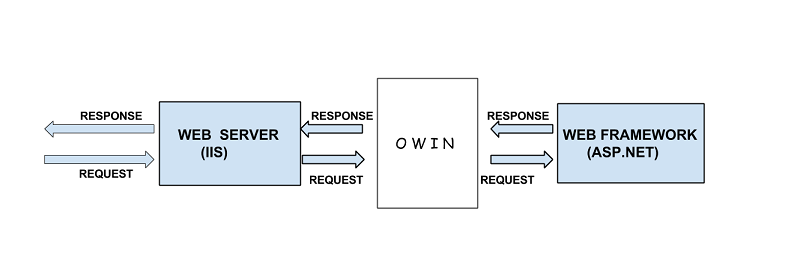 RESPONSE
REQUEST
WEB SERVER
(IIS)
RESPONSE
REQUEST
OWIN
RESPONSE
REQUEST
WEB FRAMEWORK
(ASP.NET)